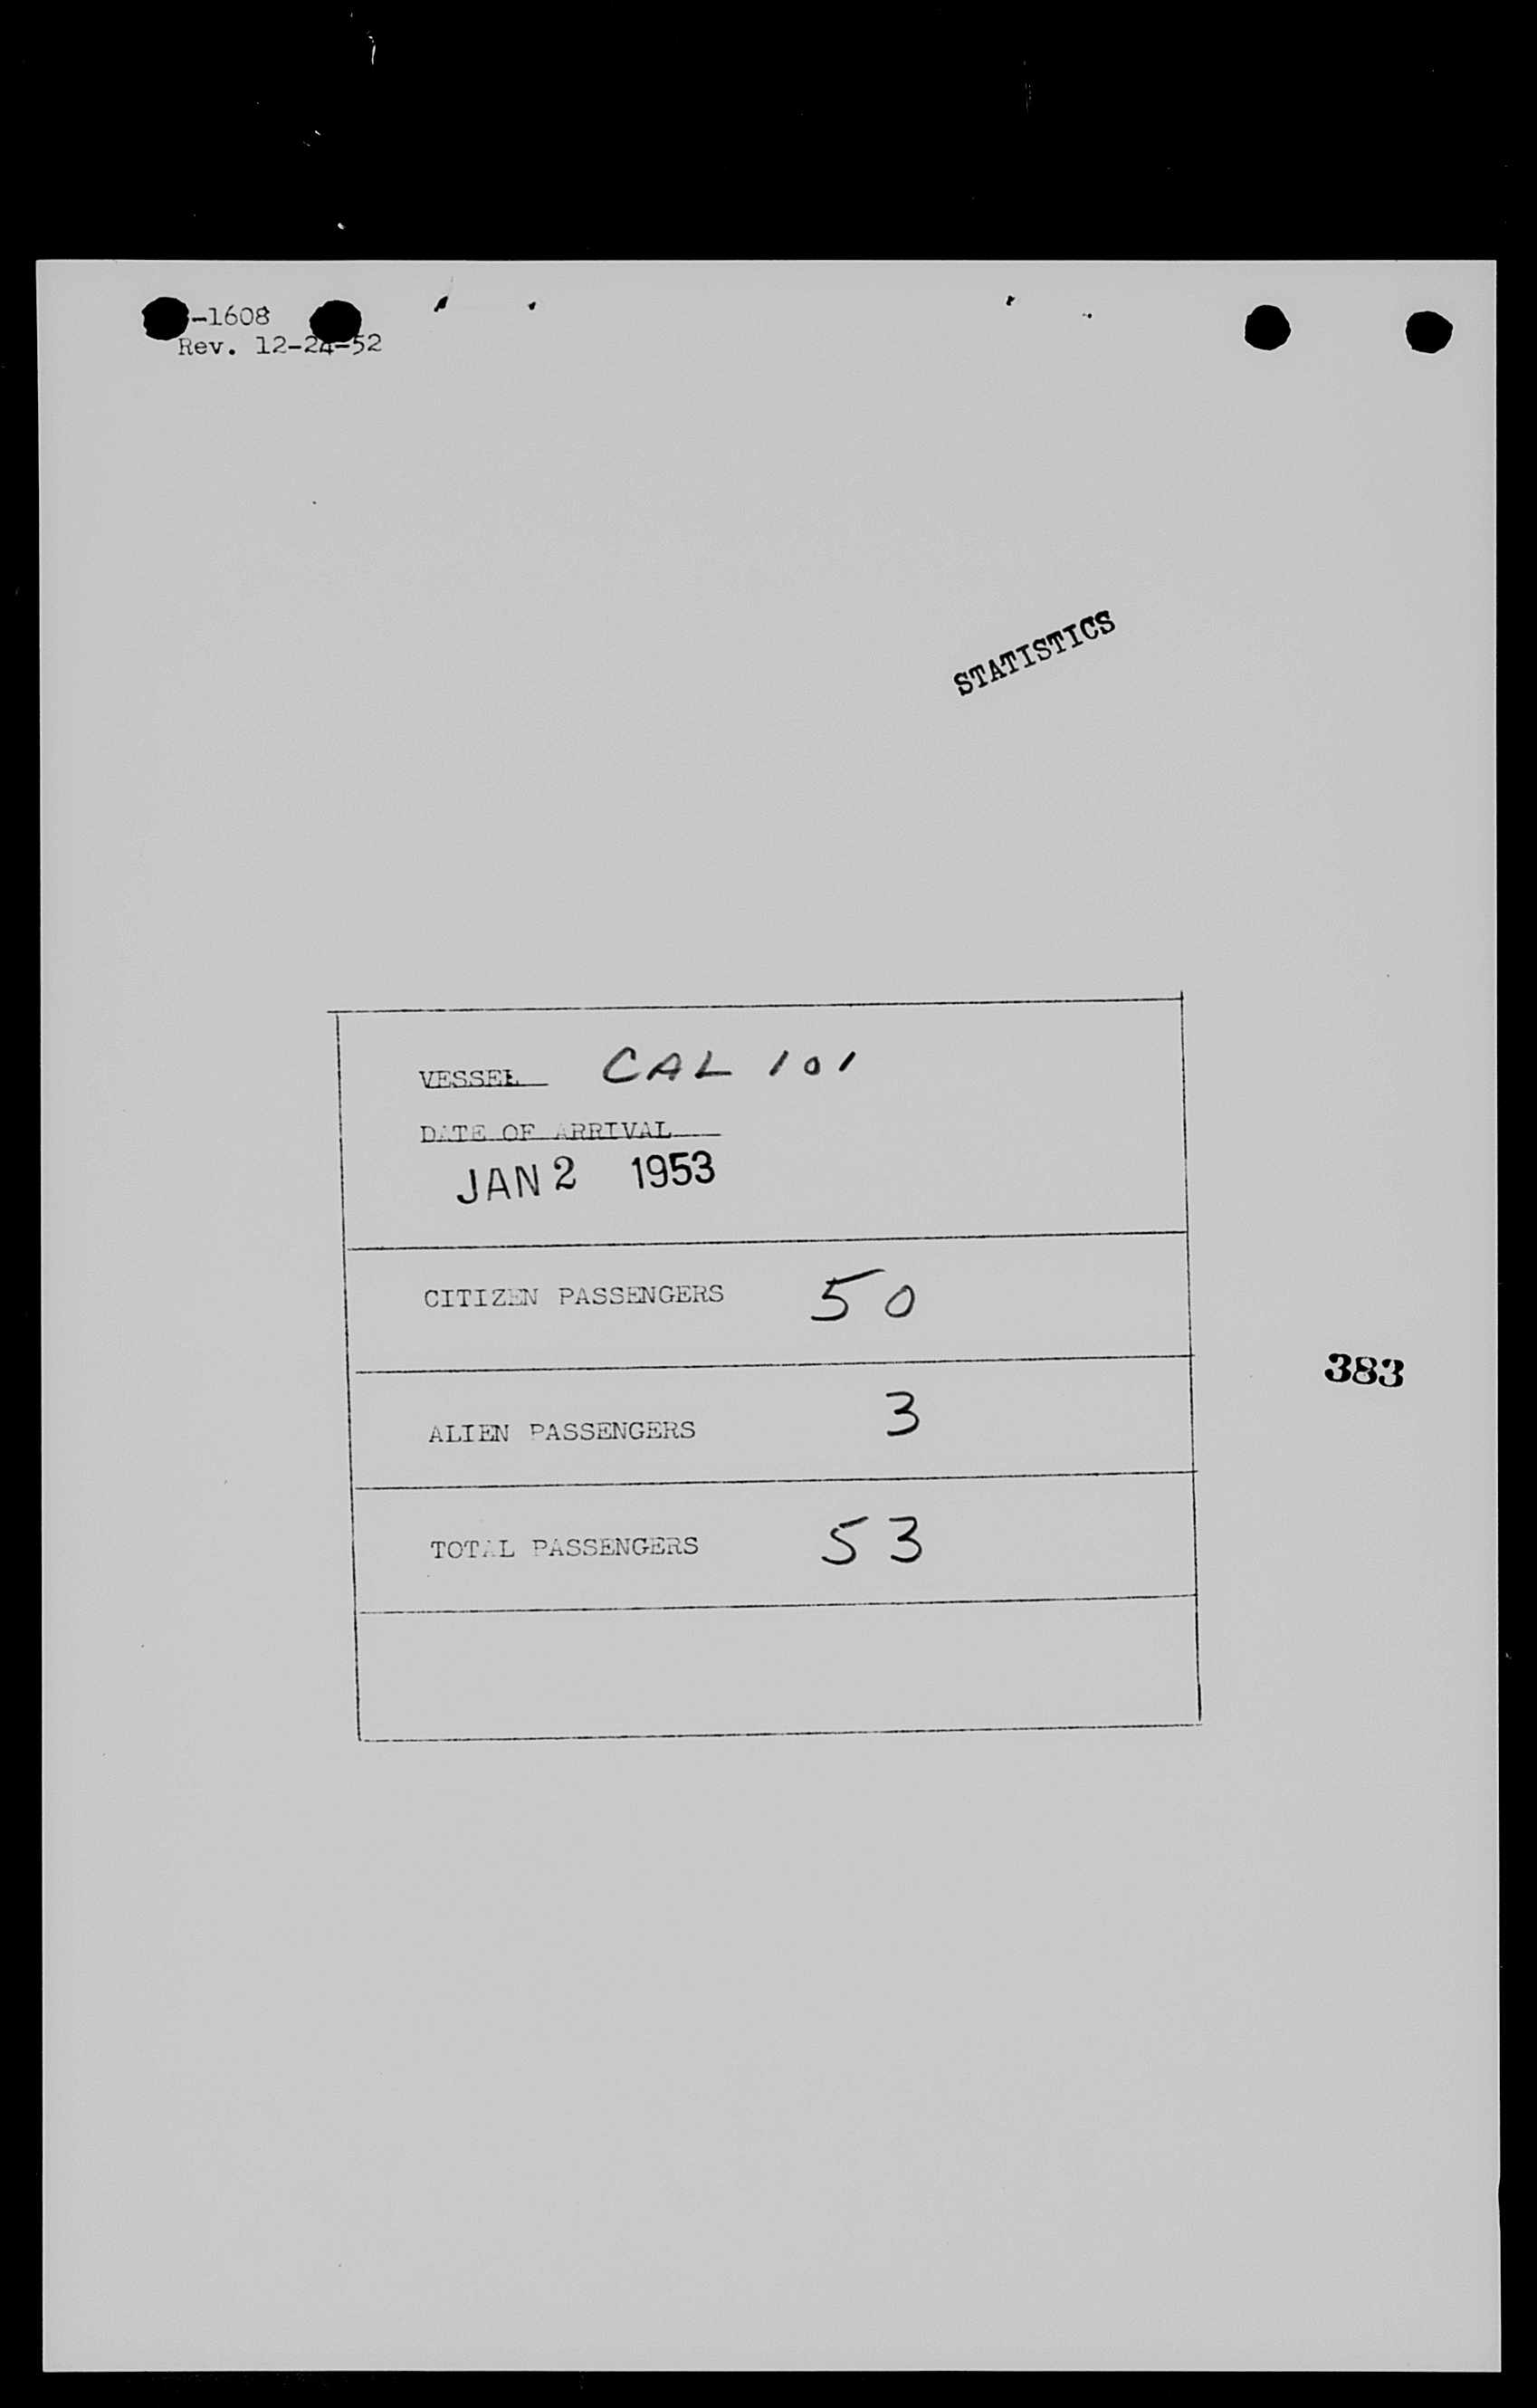 -1608
Rev. 12-24-52
STATISTICS
VESSEL CAL 101
DATE OF ARRIVAL
JAN 2 1953
CITIZEN PASSENGERS 50
383
ALIEN PASSENGERS 3
TOTAL PASSENGERS 53